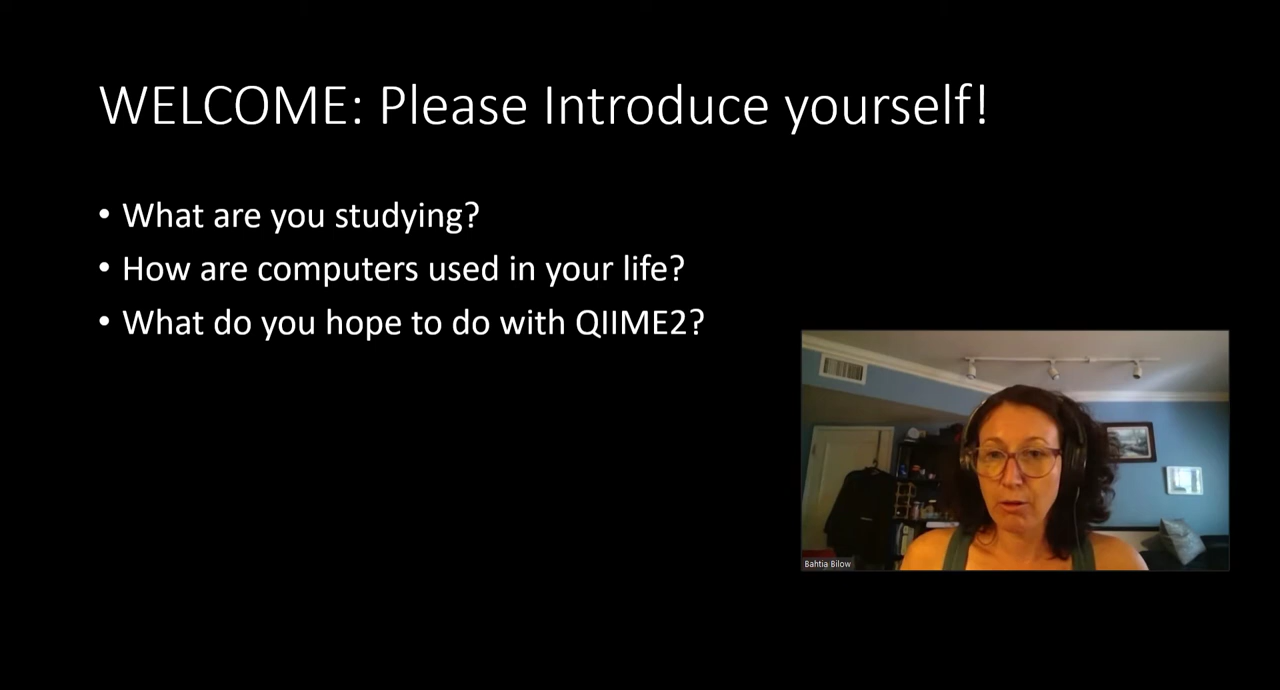 WELCOME: Please Introduce yourself!
• What are you studying?
• How are computers used in your life?
• What do you hope to do with QIIME2?
Bahtia Bilow